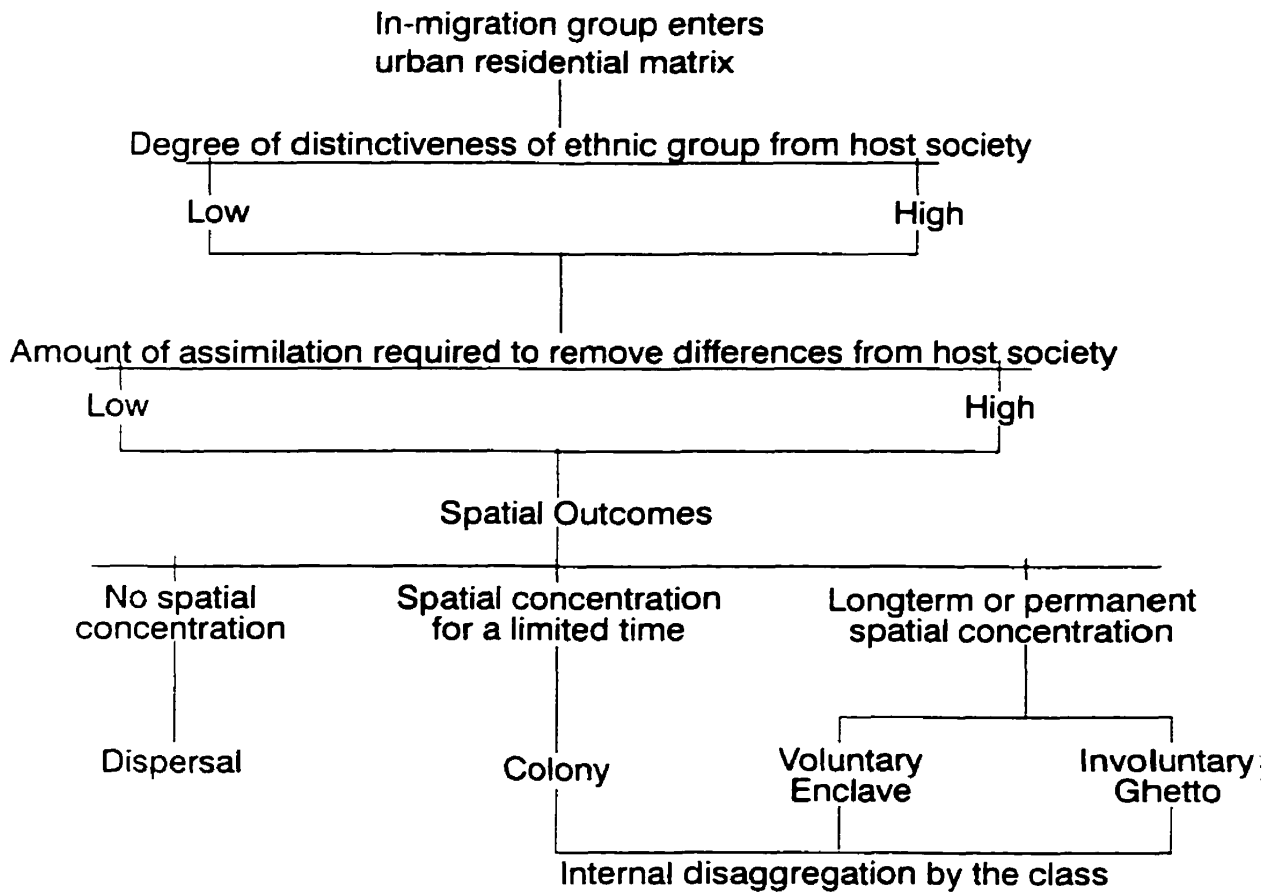 In-migration group enters
urban residential matrix
Degree of distinctiveness of ethnic group from host society
Low
High
Amount of assimilation required to remove differences from host society
Low
High
Spatial Outcomes
No spatial
concentration
Spatial concentration
for a limited time
Longterm or permanent
spatial concentration
Dispersal
Colony
Voluntary
Enclave
Involuntary
Ghetto
Internal disaggregation by the class